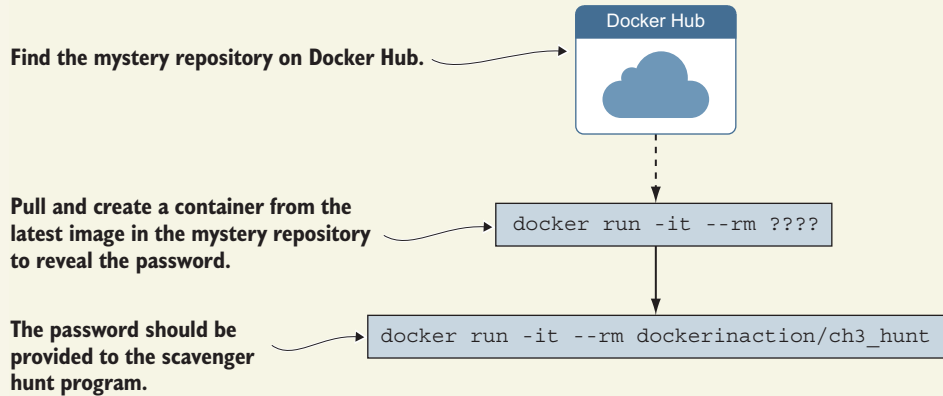 Docker Hub
Find the mystery repository on Docker Hub.
Pull and create a container from the
latest image in the mystery repository
to reveal the password.
docker run -it --rm ????
The password should be
provided to the scavenger
hunt program.
docker run -it --rm dockerinaction/ch3_hunt